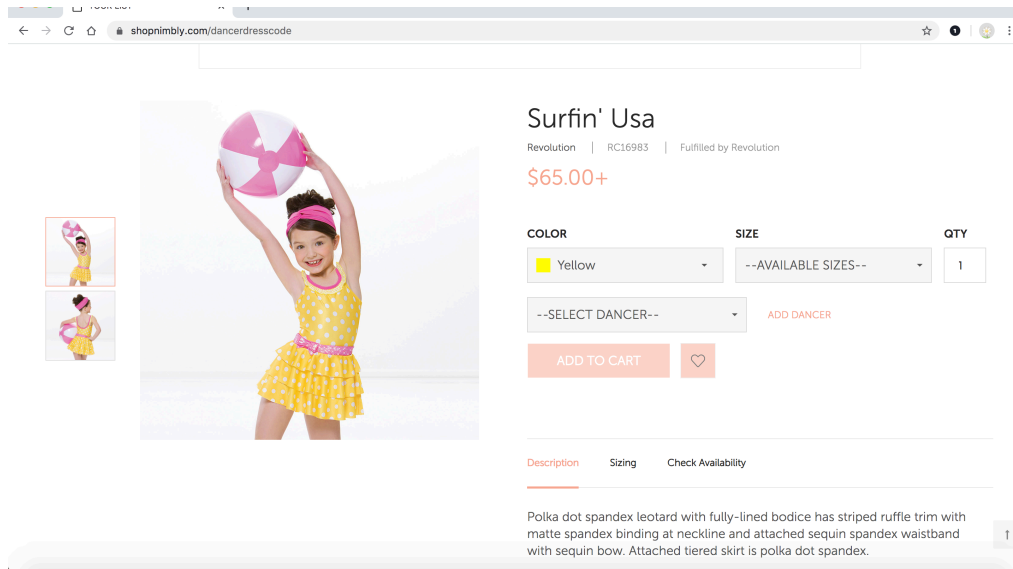 shopnimbly.com/dancerdresscode
Surfin' Usa
Revolution | RC16983 | Fulfilled by Revolution
$65.00+
COLOR SIZE QTY
Yellow --AVAILABLE SIZES-- 1
--SELECT DANCER-- ADD DANCER
ADD TO CART
Description Sizing Check Availability
Polka dot spandex leotard with fully-lined bodice has striped ruffle trim with
matte spandex binding at neckline and attached sequin spandex waistband
with sequin bow. Attached tiered skirt is polka dot spandex.